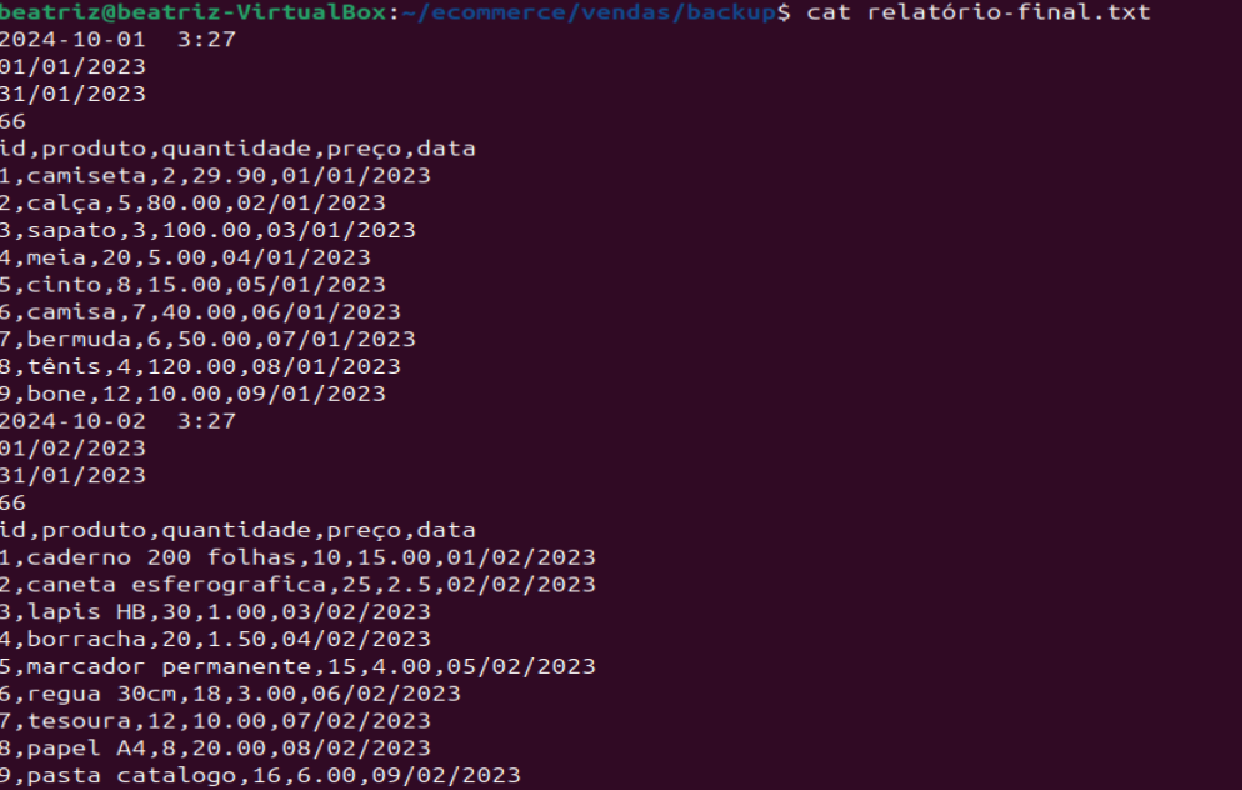 beatriz@beatriz-VirtualBox:~/ecommerce/vendas/backup$ cat relatório-final.txt
2024-10-01  3:27
01/01/2023
31/01/2023
66
id,produto,quantidade,preço,data
1,camiseta,2,29.90,01/01/2023
2,calça,5,80.00,02/01/2023
3,sapato,3,100.00,03/01/2023
4,meia,20,5.00,04/01/2023
5,cinto,8,15.00,05/01/2023
6,camisa,7,40.00,06/01/2023
7,bermuda,6,50.00,07/01/2023
8,tênis,4,120.00,08/01/2023
9,bone,12,10.00,09/01/2023
2024-10-02  3:27
01/02/2023
31/01/2023
66
id,produto,quantidade,preço,data
1,caderno 200 folhas,10,15.00,01/02/2023
2,caneta esferografica,25,2.5,02/02/2023
3,lapis HB,30,1.00,03/02/2023
4,borracha,20,1.50,04/02/2023
5,marcador permanente,15,4.00,05/02/2023
6,regua 30cm,18,3.00,06/02/2023
7,tesoura,12,10.00,07/02/2023
8,papel A4,8,20.00,08/02/2023
9,pasta catalogo,16,6.00,09/02/2023